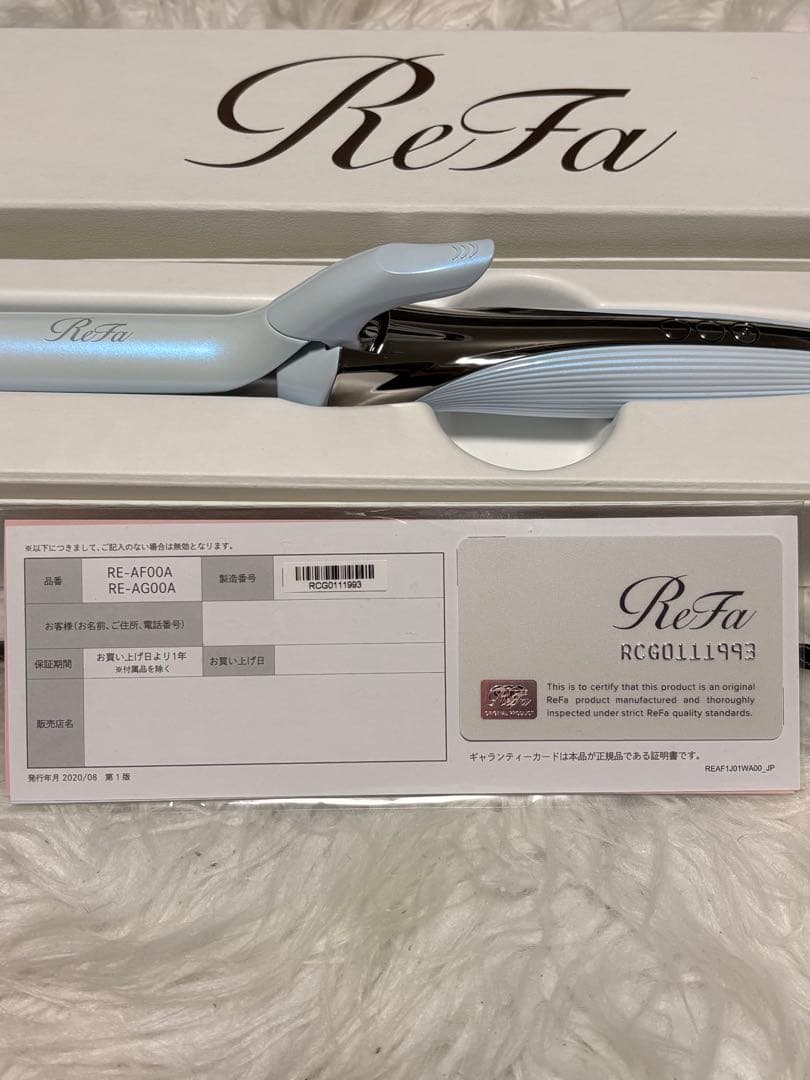 ReFa
ReFa
※以下につきまして、ご記入のない場合は無効となります。
品番
RE-AF00A
RE-AG00A
製造番号
RCG0111993
お客様(お名前、ご住所、電話番号)
保証期間
お買い上げ日より1年
※付属品を除く
お買い上げ日
販売店名
発行年月 2020/08 第1版
ReFa
RCG0111993
ReFa
ORIGINAL PRODUCT
This is to certify that this product is an original
ReFa product manufactured and thoroughly
inspected under strict ReFa quality standards.
ギャランティーカードは本品が正規品である証明書です。
REAF1J01WA00_JP